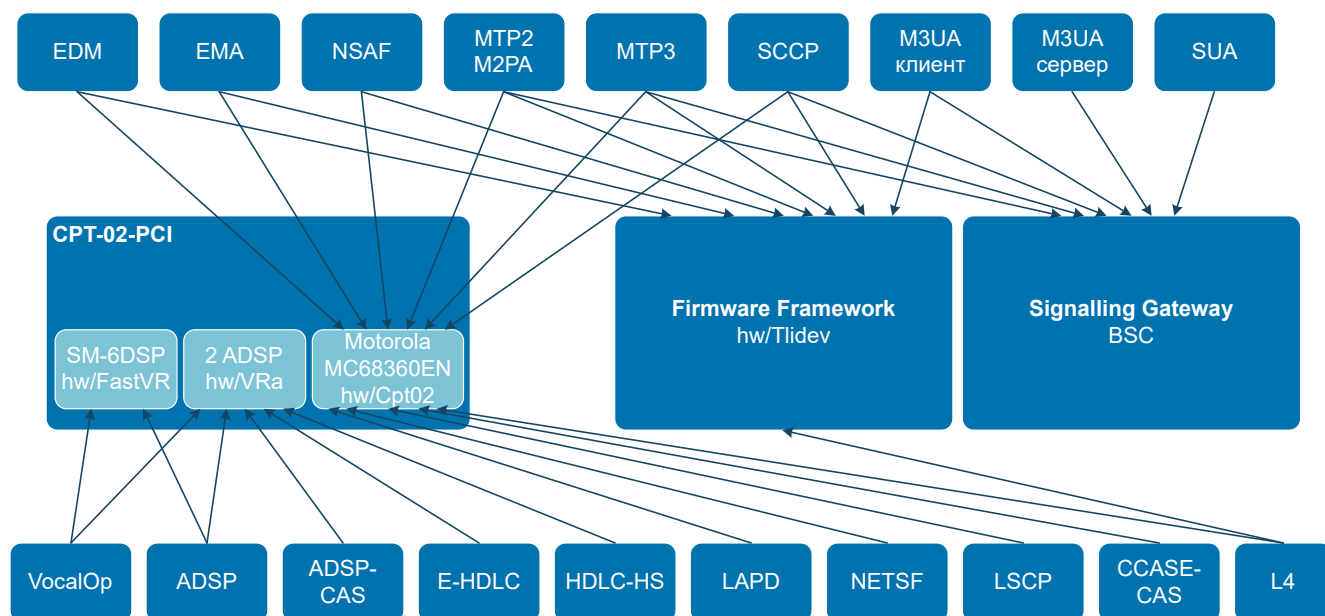 EDM
EMA
NSAF
MTP2
M2PA
MTP3
SCCP
M3UA
клиент
M3UA
сервер
SUA
CPT-02-PCI
SM-6DSP
hw/FastVR
2 ADSP
hw/VRa
Motorola
MC68360EN
hw/Cpt02
Firmware Framework
hw/Tlidev
Signalling Gateway
BSC
VocalOp
ADSP
ADSP-
CAS
E-HDLC
HDLC-HS
LAPD
NETSF
LSCP
CCASE-
CAS
L4